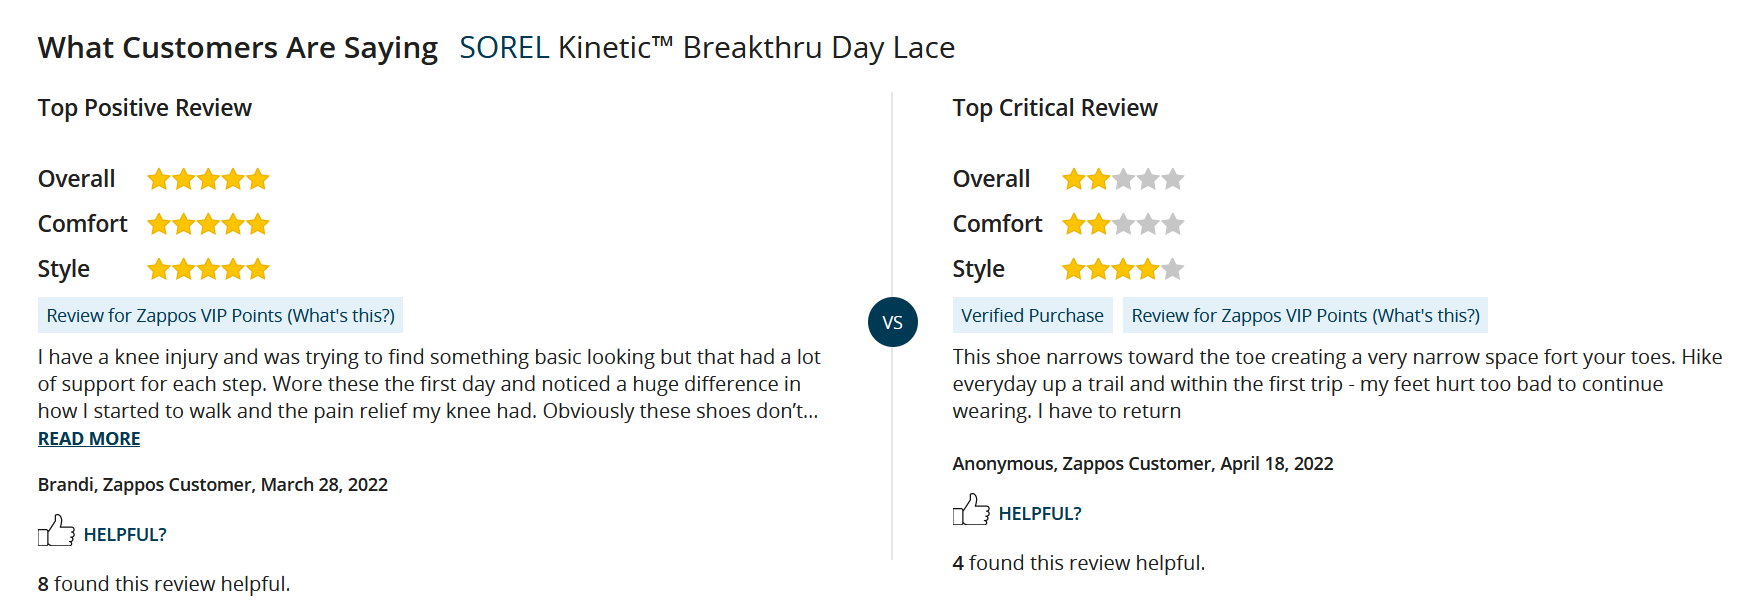 What Customers Are Saying SOREL Kinetic™ Breakthru Day Lace
Top Positive Review
Overall
Comfort
Style
Review for Zappos VIP Points (What's this?)
I have a knee injury and was trying to find something basic looking but that had a lot
of support for each step. Wore these the first day and noticed a huge difference in
how I started to walk and the pain relief my knee had. Obviously these shoes don’t...
READ MORE
Brandi, Zappos Customer, March 28, 2022
HELPFUL?
8 found this review helpful.
VS
Top Critical Review
Overall
Comfort
Style
Verified Purchase Review for Zappos VIP Points (What's this?)
This shoe narrows toward the toe creating a very narrow space fort your toes. Hike
everyday up a trail and within the first trip - my feet hurt too bad to continue
wearing. I have to return
Anonymous, Zappos Customer, April 18, 2022
HELPFUL?
4 found this review helpful.